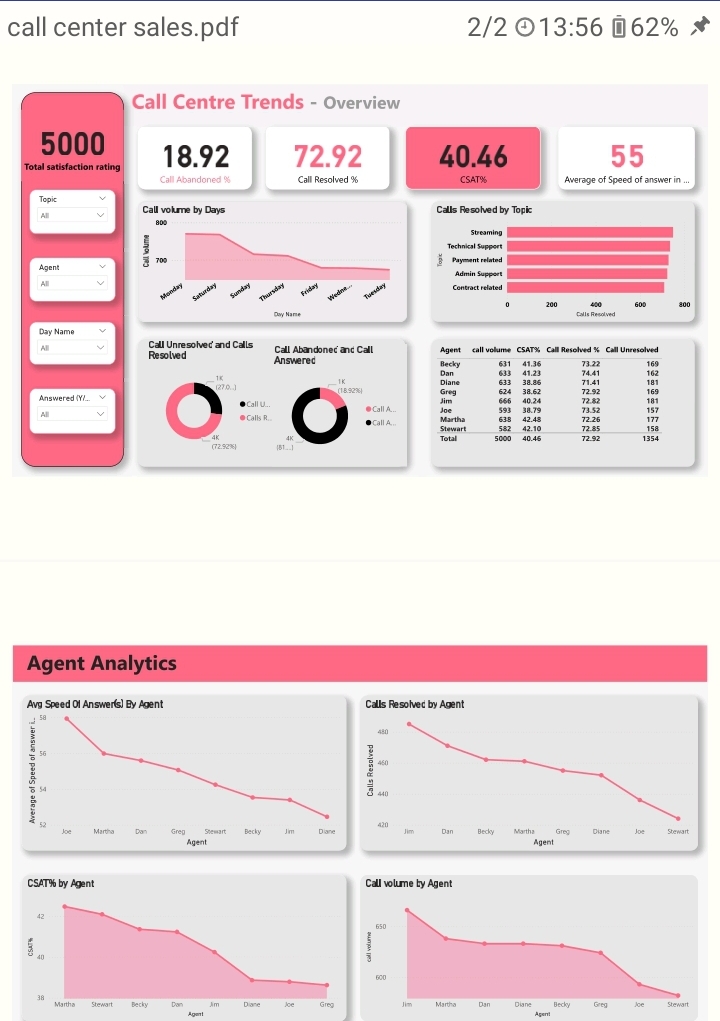 call center sales.pdf 2/2 13:56 62%
Call Centre Trends - Overview
5000
Total satisfaction rating
18.92
Call Abandoned %
72.92
Call Resolved %
40.46
CSAT%
55
Average of Speed of answer in ...
Topic
All
Agent
All
Day Name
All
Answered (Y/...
All
Call volume by Days
Call Volume
800
700
Monday
Saturday
Sunday
Thursday
Friday
Wedne...
Tuesday
Day Name
Calls Resolved by Topic
Topic
Streaming
Technical Support
Payment related
Admin Support
Contract related
0 200 400 600 800
Calls Resolved
Call Unresolved and Calls
Resolved
1K
(27.0...)
Call U...
Calls R...
4K
(72.92%)
Call Abandoned and Call
Answered
1K
(18.92%)
Call A...
Call A...
4K
(81....)
Agent call volume CSAT% Call Resolved % Call Unresolved
Becky 631 41.36 73.22 169
Dan 633 41.23 74.41 162
Diane 633 38.86 71.41 181
Greg 624 38.62 72.92 169
Jim 666 40.24 72.82 181
Joe 593 38.79 73.52 157
Martha 638 42.48 72.26 177
Stewart 582 42.10 72.85 158
Total 5000 40.46 72.92 1354
Agent Analytics
Avg Speed Of Answer(s) By Agent
Average of Speed of answer i...
58
56
54
52
Joe Martha Dan Greg Stewart Becky Jim Diane
Agent
Calls Resolved by Agent
Calls Resolved
480
460
440
420
Jim Dan Becky Martha Greg Diane Joe Stewart
Agent
CSAT% by Agent
CSAT%
42
40
38
Martha Stewart Becky Dan Jim Diane Joe Greg
Agent
Call volume by Agent
call volume
650
600
Jim Martha Dan Diane Becky Greg Joe Stewart
Agent